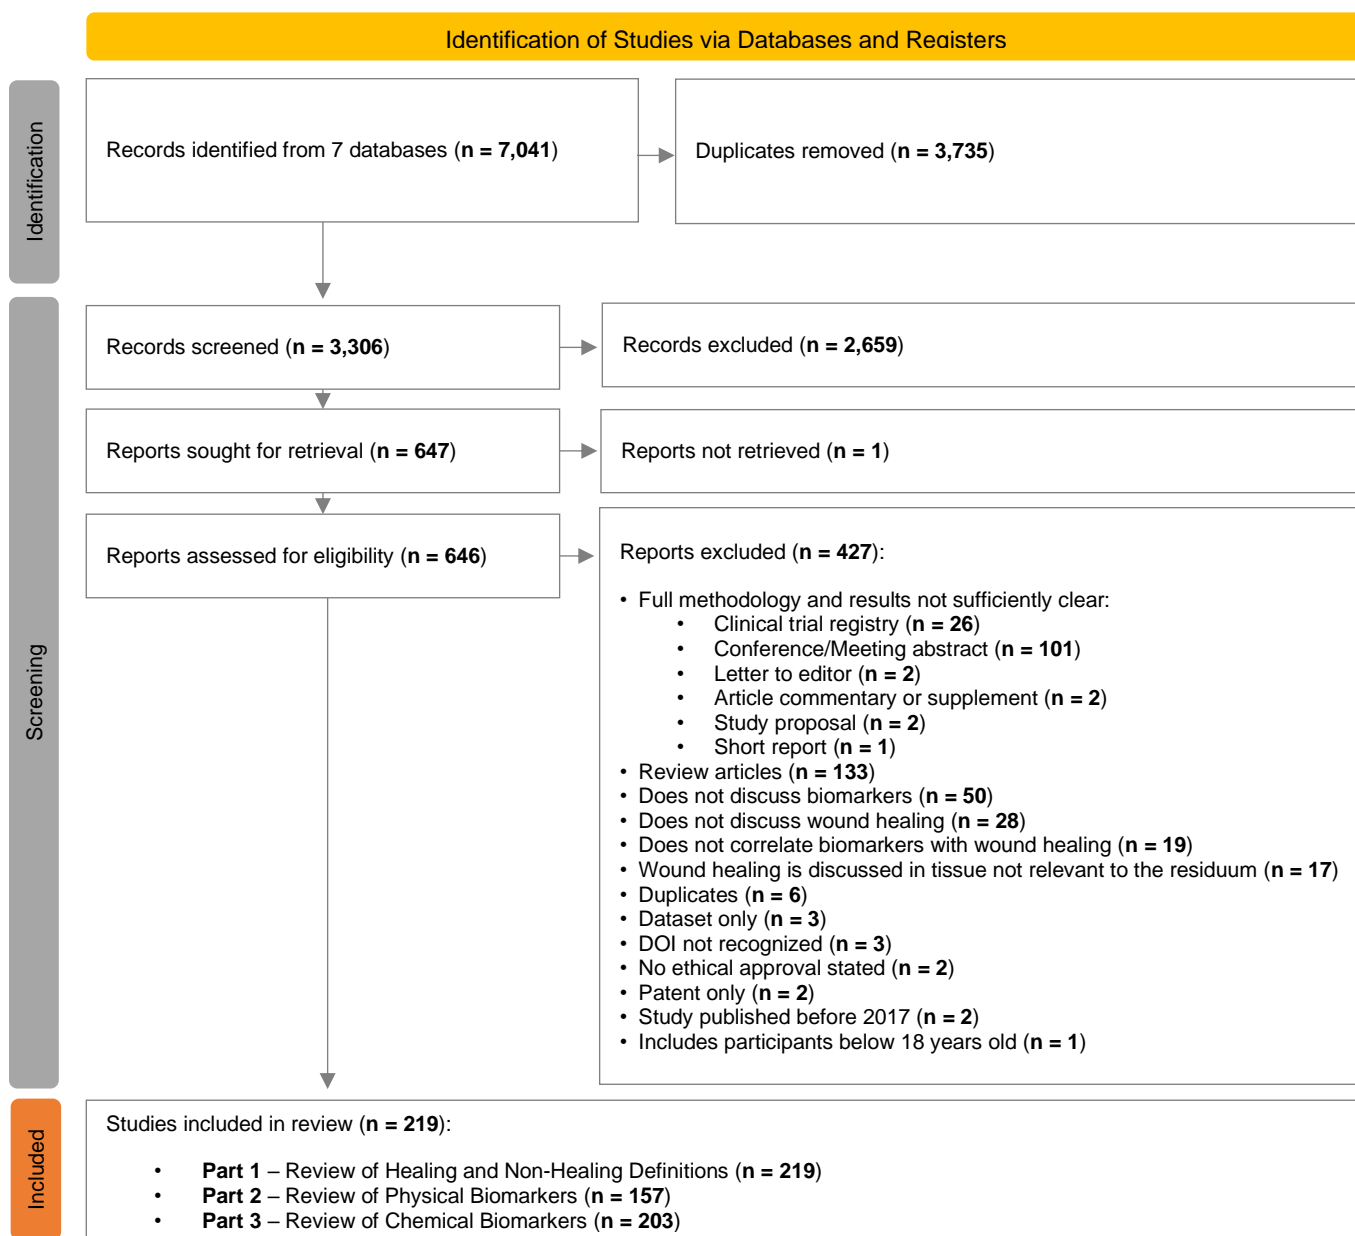 Identification of Studies via Databases and Registers
Identification
Records identified from 7 databases (n = 7,041)
Duplicates removed (n = 3,735)
Screening
Records screened (n = 3,306)
Records excluded (n = 2,659)
Reports sought for retrieval (n = 647)
Reports not retrieved (n = 1)
Reports assessed for eligibility (n = 646)
Reports excluded (n = 427):
• Full methodology and results not sufficiently clear:
• Clinical trial registry (n = 26)
• Conference/Meeting abstract (n = 101)
• Letter to editor (n = 2)
• Article commentary or supplement (n = 2)
• Study proposal (n = 2)
• Short report (n = 1)
• Review articles (n = 133)
• Does not discuss biomarkers (n = 50)
• Does not discuss wound healing (n = 28)
• Does not correlate biomarkers with wound healing (n = 19)
• Wound healing is discussed in tissue not relevant to the residuum (n = 17)
• Duplicates (n = 6)
• Dataset only (n = 3)
• DOI not recognized (n = 3)
• No ethical approval stated (n = 2)
• Patent only (n = 2)
• Study published before 2017 (n = 2)
• Includes participants below 18 years old (n = 1)
Included
Studies included in review (n = 219):
• Part 1 – Review of Healing and Non-Healing Definitions (n = 219)
• Part 2 – Review of Physical Biomarkers (n = 157)
• Part 3 – Review of Chemical Biomarkers (n = 203)